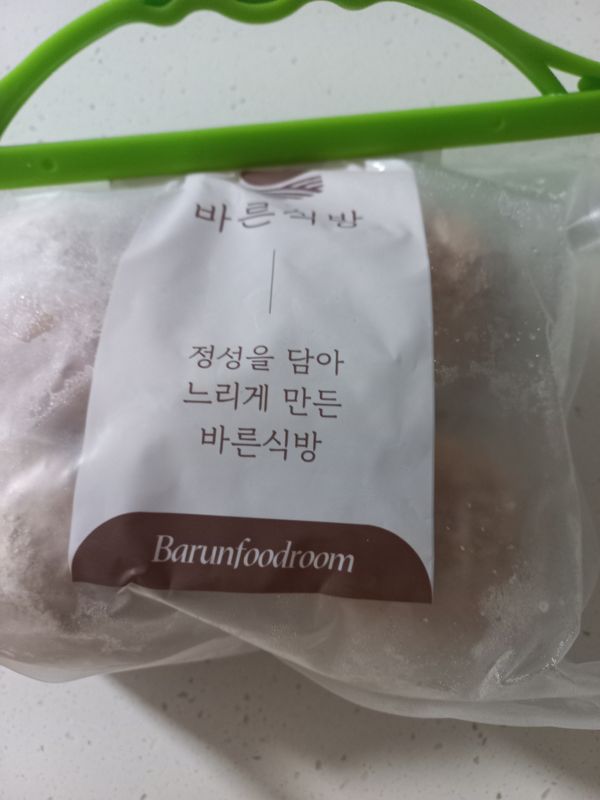 바른식방
정성을 담아
느리게 만든
바른식방
Barunfoodroom